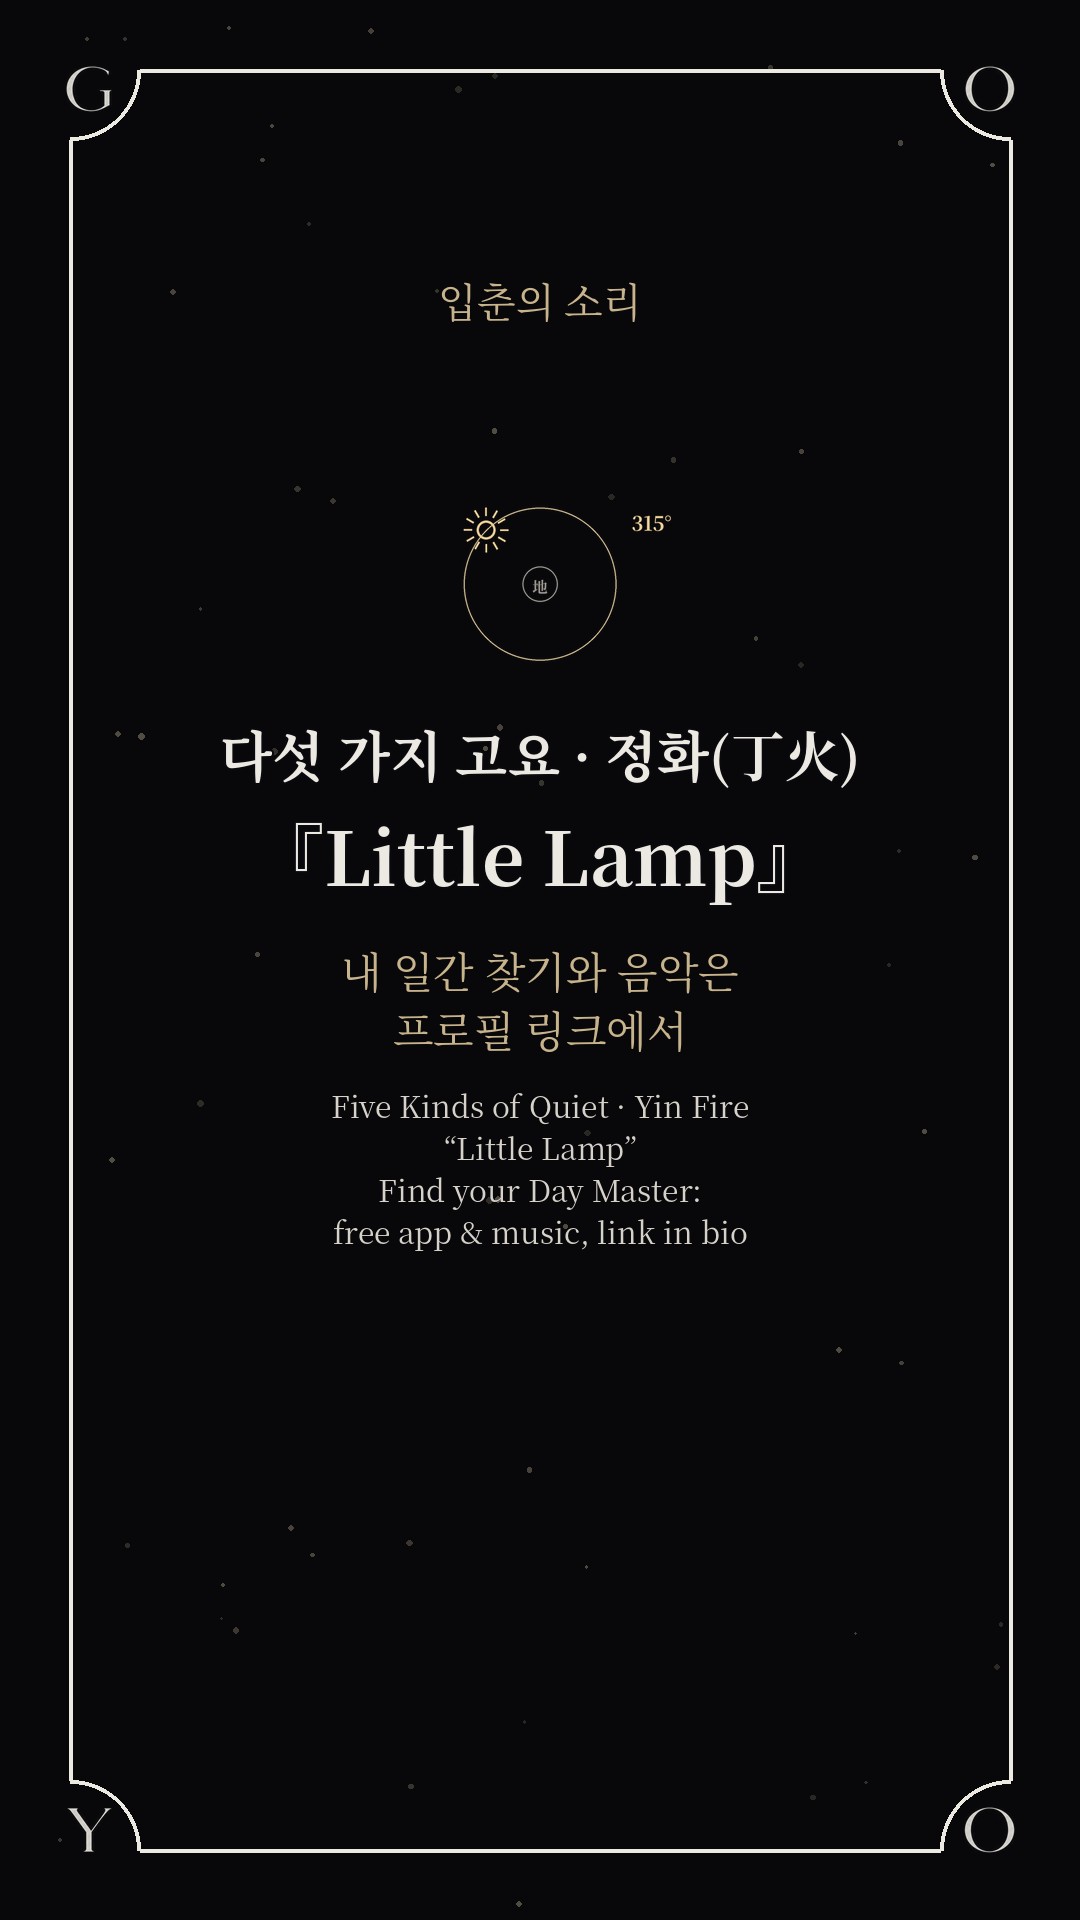 G O
입춘의 소리
315°
地
다섯 가지 고요 · 정화(丁火)
『Little Lamp』
내 일간 찾기와 음악은
프로필 링크에서
Five Kinds of Quiet · Yin Fire
“Little Lamp”
Find your Day Master:
free app & music, link in bio
Y O